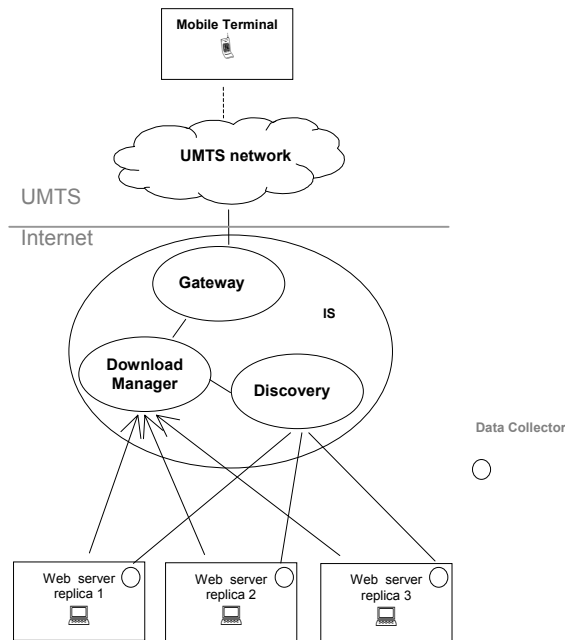 Mobile Terminal
UMTS network
UMTS
Internet
Gateway
IS
Download
Manager
Discovery
Data Collector
Web server
replica 1
Web server
replica 2
Web server
replica 3